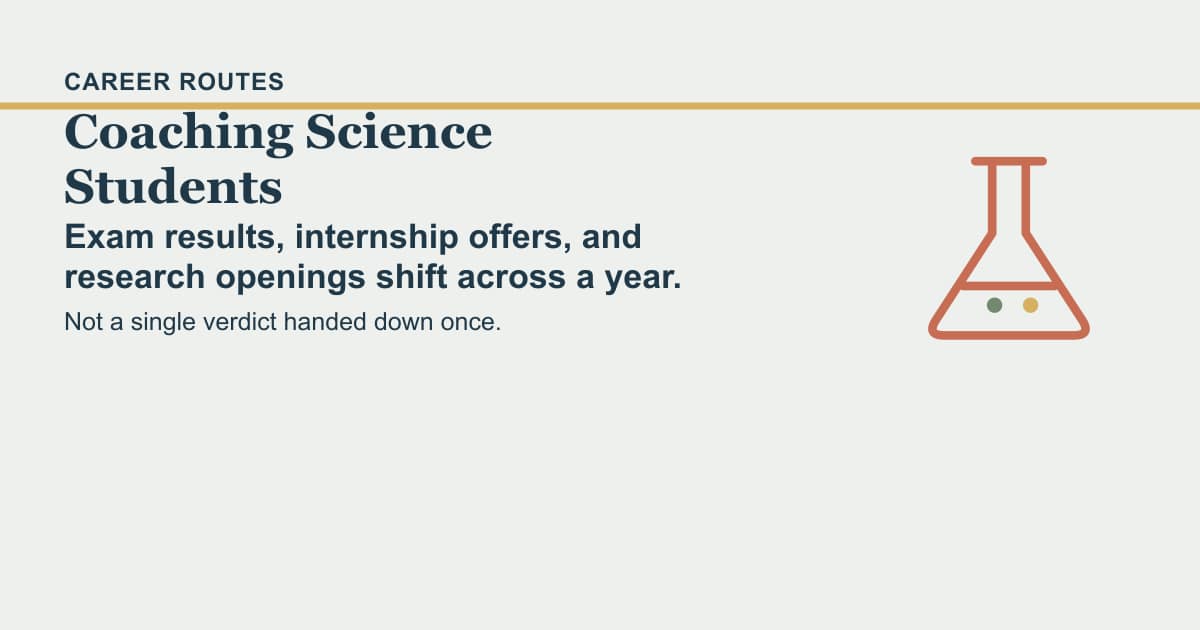 CAREER ROUTES
Coaching Science
Students
Exam results, internship offers, and
research openings shift across a year.
Not a single verdict handed down once.